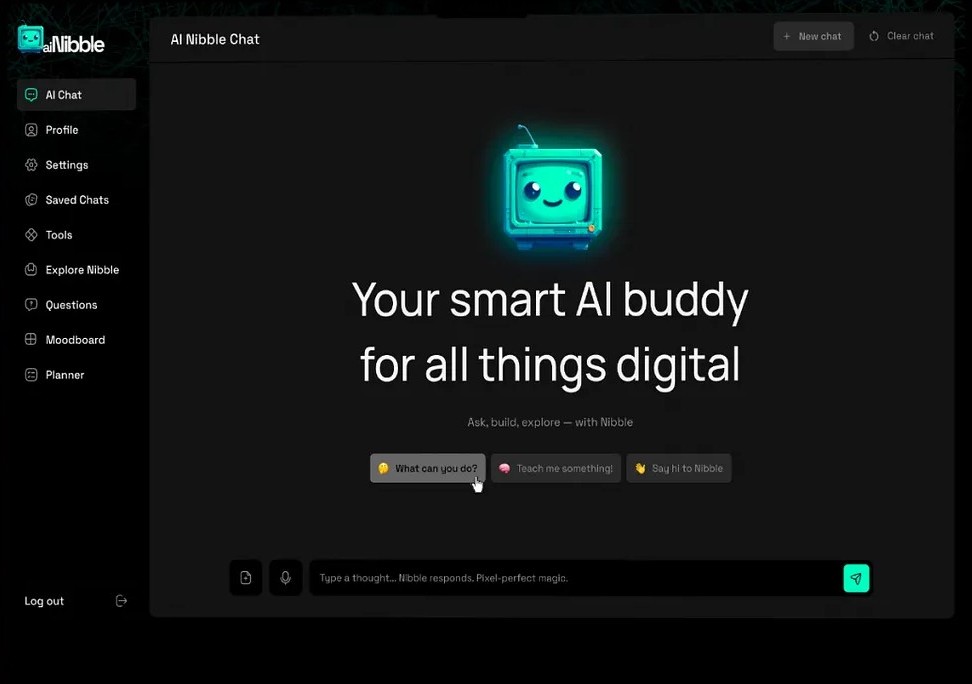 aiNibble
AI Nibble Chat
+ New chat
Clear chat
AI Chat
Profile
Settings
Saved Chats
Tools
Explore Nibble
Questions
Moodboard
Planner
Your smart AI buddy
for all things digital
Ask, build, explore — with Nibble
🤔 What can you do?
🧠 Teach me something!
👋 Say hi to Nibble
Type a thought... Nibble responds. Pixel-perfect magic.
Log out